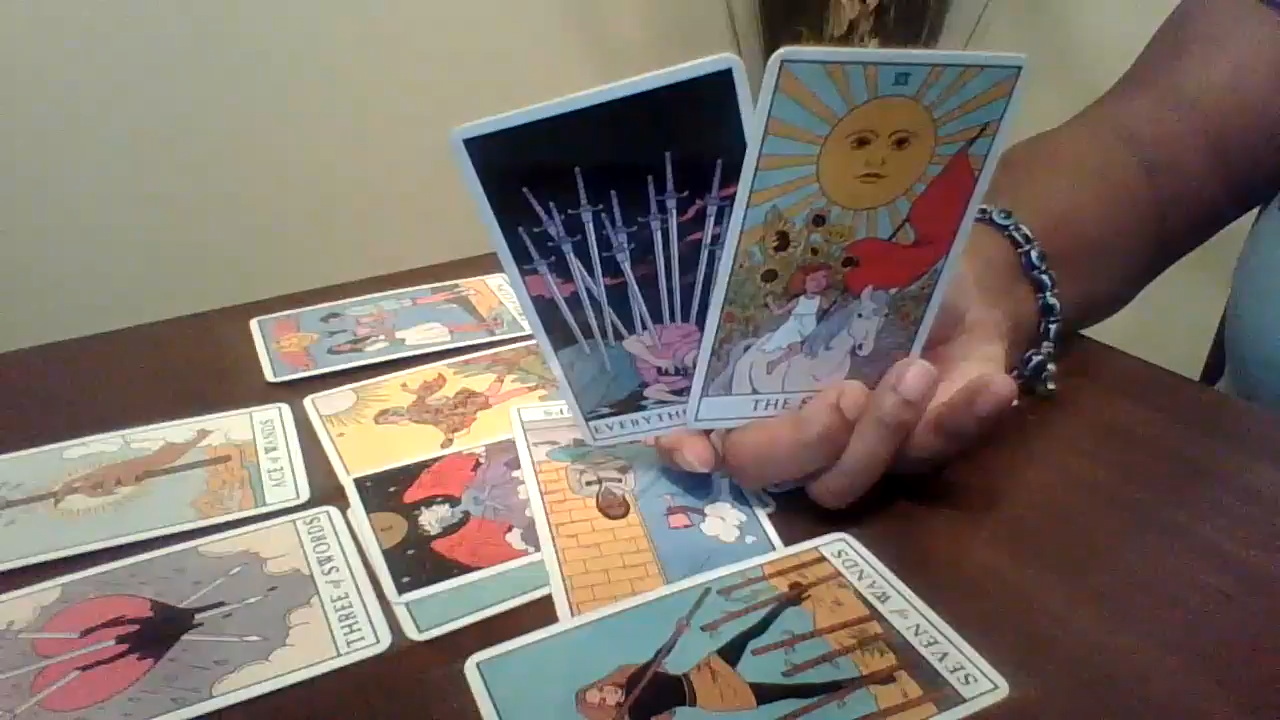 EVERYTH
THE S
ACE of WANDS
THREE of SWORDS
SEVEN of WANDS